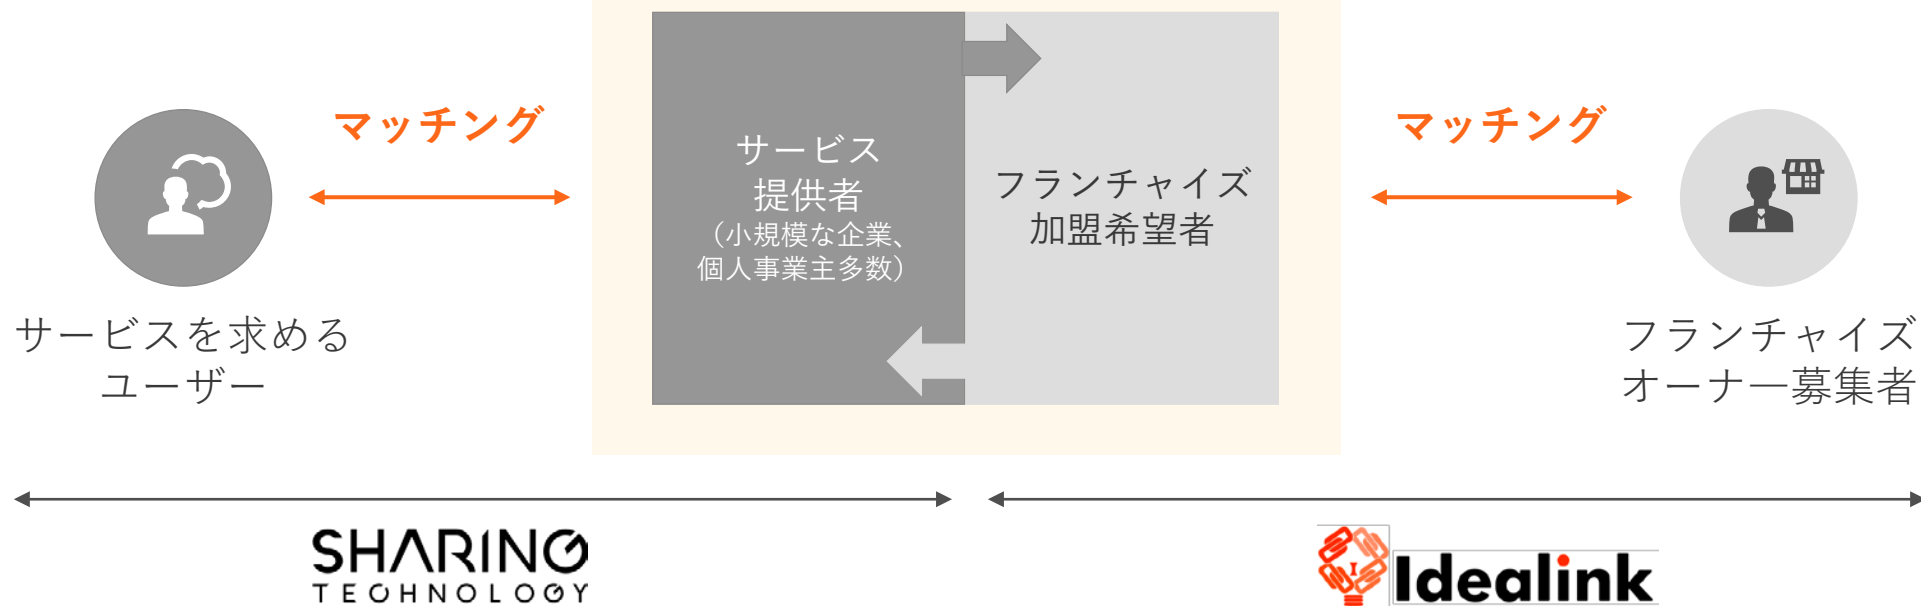 マッチング
サービスを求める
ユーザー
サービス
提供者
（小規模な企業、
個人事業主多数）
フランチャイズ
加盟希望者
マッチング
フランチャイズ
オーナー募集者
SHARING
TECHNOLOGY
Idealink